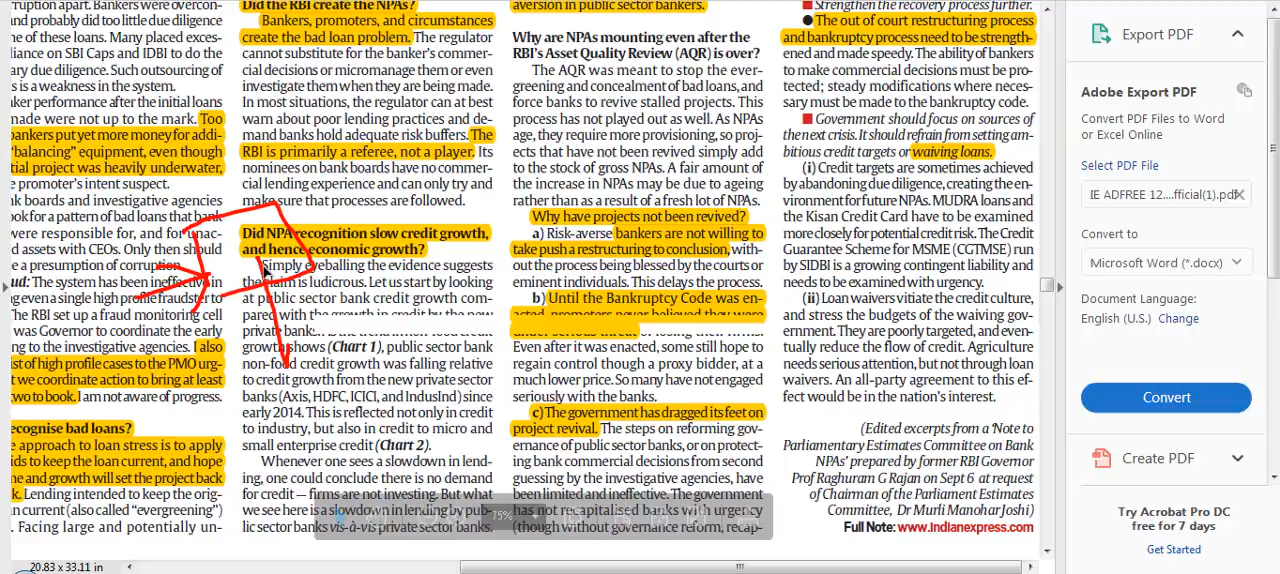 ruption apart. Bankers were overcon-
and probably did too little due diligence
ne of these loans. Many placed exces-
liance on SBI Caps and IDBI to do the
ary due diligence. Such outsourcing of
is a weakness in the system.
nker performance after the initial loans
made were not up to the mark. Too
bankers put yet more money for addi-
"balancing" equipment, even though
tial project was heavily underwater,
e promoter's intent suspect.
nk boards and investigative agencies
ook for a pattern of bad loans that bank
were responsible for, and for unac-
d assets with CEOs. Only then should
e a presumption of corruption.
ud: The system has been ineffective in
ng even a single high profile fraudster to
The RBI set up a fraud monitoring cell
was Governor to coordinate the early
ng to the investigative agencies. I also
st of high profile cases to the PMO urg-
t we coordinate action to bring at least
two to book. I am not aware of progress.
ecognise bad loans?
e approach to loan stress is to apply
ids to keep the loan current, and hope
ne and growth will set the project back
k. Lending intended to keep the orig-
n current (also called "evergreening")
. Facing large and potentially un-
Did the RBI create the NPAs?
Bankers, promoters, and circumstances
create the bad loan problem. The regulator
cannot substitute for the banker's commer-
cial decisions or micromanage them or even
investigate them when they are being made.
In most situations, the regulator can at best
warn about poor lending practices and de-
mand banks hold adequate risk buffers. The
RBI is primarily a referee, not a player. Its
nominees on bank boards have no commer-
cial lending experience and can only try and
make sure that processes are followed.
Did NPA recognition slow credit growth,
and hence economic growth?
Simply eyeballing the evidence suggests
the claim is ludicrous. Let us start by looking
at public sector bank credit growth com-
pared with the growth in credit by the new
private banks. As the trend in non-food credit
growth shows (Chart 1), public sector bank
non-food credit growth was falling relative
to credit growth from the new private sector
banks (Axis, HDFC, ICICI, and IndusInd) since
early 2014. This is reflected not only in credit
to industry, but also in credit to micro and
small enterprise credit (Chart 2).
Whenever one sees a slowdown in lend-
ing, one could conclude there is no demand
for credit — firms are not investing. But what
we see here is a slowdown in lending by pub-
lic sector banks vis-a-vis private sector banks.
aversion in public sector banks.
Why are NPAs mounting even after the
RBI's Asset Quality Review (AQR) is over?
The AQR was meant to stop the ever-
greening and concealment of bad loans, and
force banks to revive stalled projects. This
process has not played out as well. As NPAs
age, they require more provisioning, so proj-
ects that have not been revived simply add
to the stock of gross NPAs. A fair amount of
the increase in NPAs may be due to ageing
rather than as a result of a fresh lot of NPAs.
Why have projects not been revived?
a) Risk-averse bankers are not willing to
take push a restructuring to conclusion, with-
out the process being blessed by the courts or
eminent individuals. This delays the process.
b) Until the Bankruptcy Code was en-
acted, promoters never believed they were
under serious threat of losing their firms.
Even after it was enacted, some still hope to
regain control though a proxy bidder, at a
much lower price. So many have not engaged
seriously with the banks.
c) The government has dragged its feet on
project revival. The steps on reforming gov-
ernance of public sector banks, or on protect-
ing bank commercial decisions from second
guessing by the investigative agencies, have
been limited and ineffective. The government
has not recapitalised banks with urgency
(though without governance reform, recap-
75%
■ Strengthen the recovery process further.
● The out of court restructuring process
and bankruptcy process need to be strength-
ened and made speedy. The ability of bankers
to make commercial decisions must be pro-
tected; steady modifications where neces-
sary must be made to the bankruptcy code.
■ Government should focus on sources of
the next crisis. It should refrain from setting am-
bitious credit targets or waiving loans.
(i) Credit targets are sometimes achieved
by abandoning due diligence, creating the en-
vironment for future NPAs. MUDRA loans and
the Kisan Credit Card have to be examined
more closely for potential credit risk. The Credit
Guarantee Scheme for MSME (CGTMSE) run
by SIDBI is a growing contingent liability and
needs to be examined with urgency.
(ii) Loan waivers vitiate the credit culture,
and stress the budgets of the waiving gov-
ernment. They are poorly targeted, and even-
tually reduce the flow of credit. Agriculture
needs serious attention, but not through loan
waivers. An all-party agreement to this ef-
fect would be in the nation's interest.
(Edited excerpts from a 'Note to
Parliamentary Estimates Committee on Bank
NPAs' prepared by former RBI Governor
Prof Raghuram G Rajan on Sept 6 at request
of Chairman of the Parliament Estimates
Committee, Dr Murli Manohar Joshi)
Full Note: www.indianexpress.com
20.83 x 33.11 in
Export PDF
Adobe Export PDF
Convert PDF Files to Word
or Excel Online
Select PDF File
IE ADFREE 12....fficial(1).pdf
Convert to
Microsoft Word (*.docx)
Document Language:
English (U.S.) Change
Convert
Create PDF
Try Acrobat Pro DC
free for 7 days
Get Started